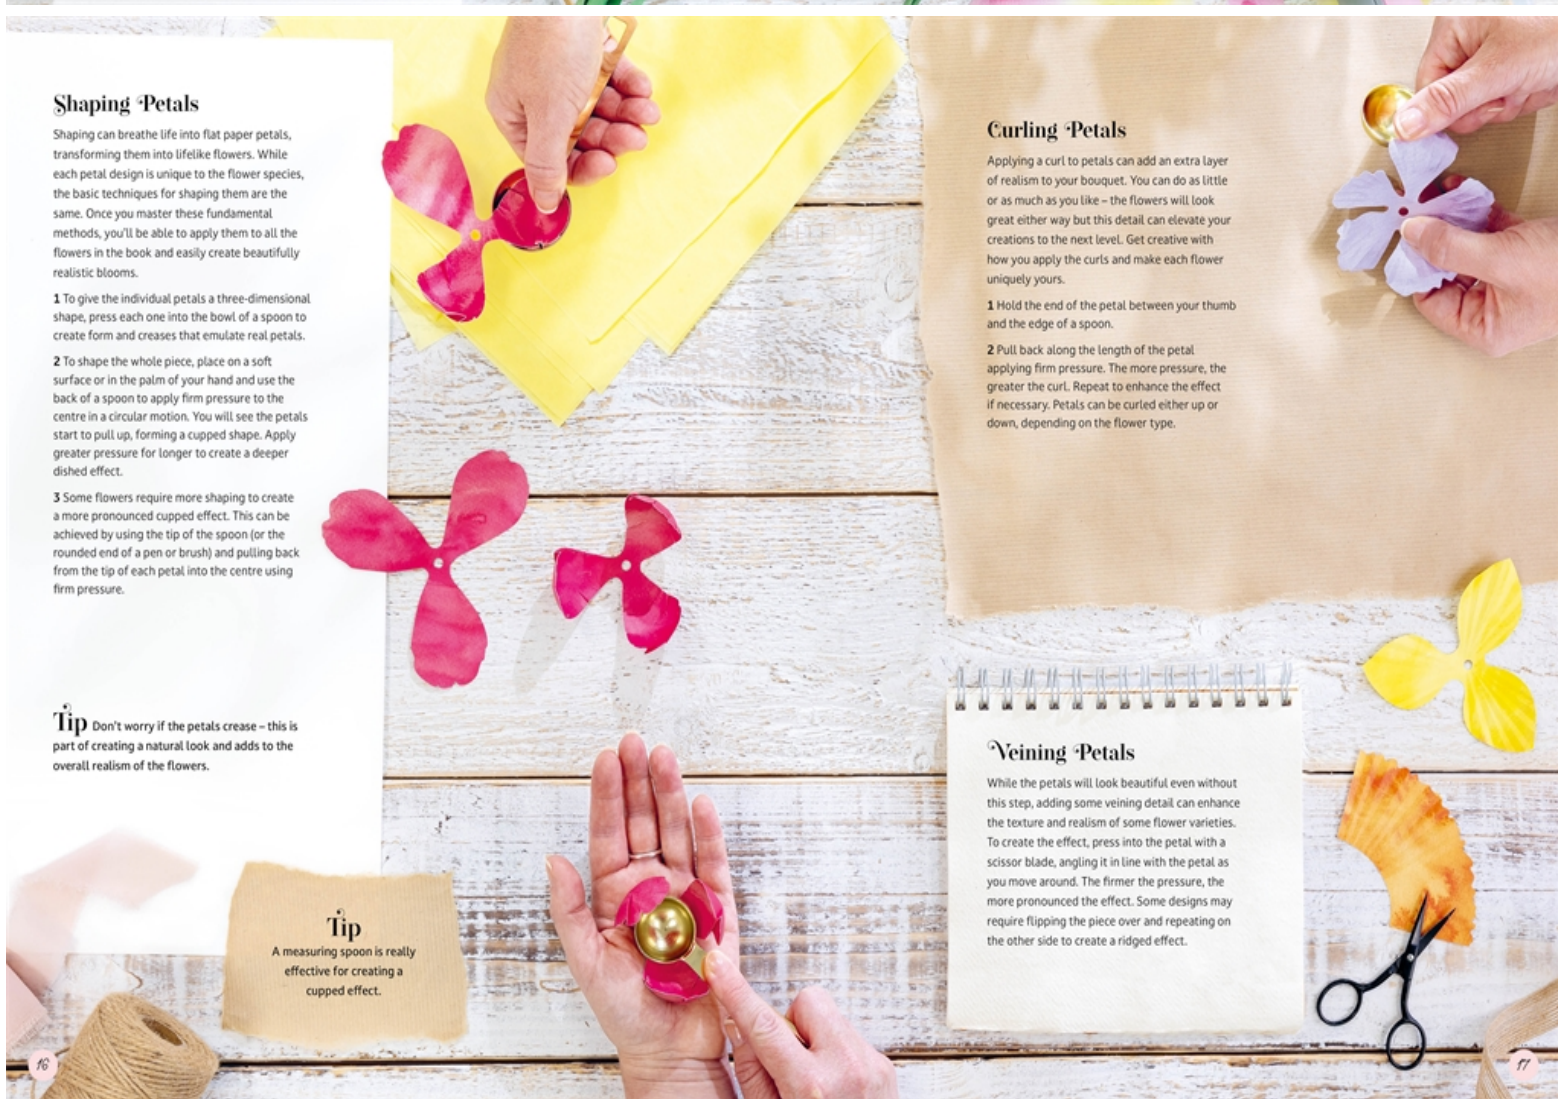 Shaping Petals
Shaping can breathe life into flat paper petals,
transforming them into lifelike flowers. While
each petal design is unique to the flower species,
the basic techniques for shaping them are the
same. Once you master these fundamental
methods, you'll be able to apply them to all the
flowers in the book and easily create beautifully
realistic blooms.
1 To give the individual petals a three-dimensional
shape, press each one into the bowl of a spoon to
create form and creases that emulate real petals.
2 To shape the whole piece, place on a soft
surface or in the palm of your hand and use the
back of a spoon to apply firm pressure to the
centre in a circular motion. You will see the petals
start to pull up, forming a cupped shape. Apply
greater pressure for longer to create a deeper
dished effect.
3 Some flowers require more shaping to create
a more pronounced cupped effect. This can be
achieved by using the tip of the spoon (or the
rounded end of a pen or brush) and pulling back
from the tip of each petal into the centre using
firm pressure.
Tip Don't worry if the petals crease – this is
part of creating a natural look and adds to the
overall realism of the flowers.
Tip
A measuring spoon is really
effective for creating a
cupped effect.
16
Curling Petals
Applying a curl to petals can add an extra layer
of realism to your bouquet. You can do as little
or as much as you like – the flowers will look
great either way but this detail can elevate your
creations to the next level. Get creative with
how you apply the curls and make each flower
uniquely yours.
1 Hold the end of the petal between your thumb
and the edge of a spoon.
2 Pull back along the length of the petal
applying firm pressure. The more pressure, the
greater the curl. Repeat to enhance the effect
if necessary. Petals can be curled either up or
down, depending on the flower type.
Veining Petals
While the petals will look beautiful even without
this step, adding some veining detail can enhance
the texture and realism of some flower varieties.
To create the effect, press into the petal with a
scissor blade, angling it in line with the petal as
you move around. The firmer the pressure, the
more pronounced the effect. Some designs may
require flipping the piece over and repeating on
the other side to create a ridged effect.
17